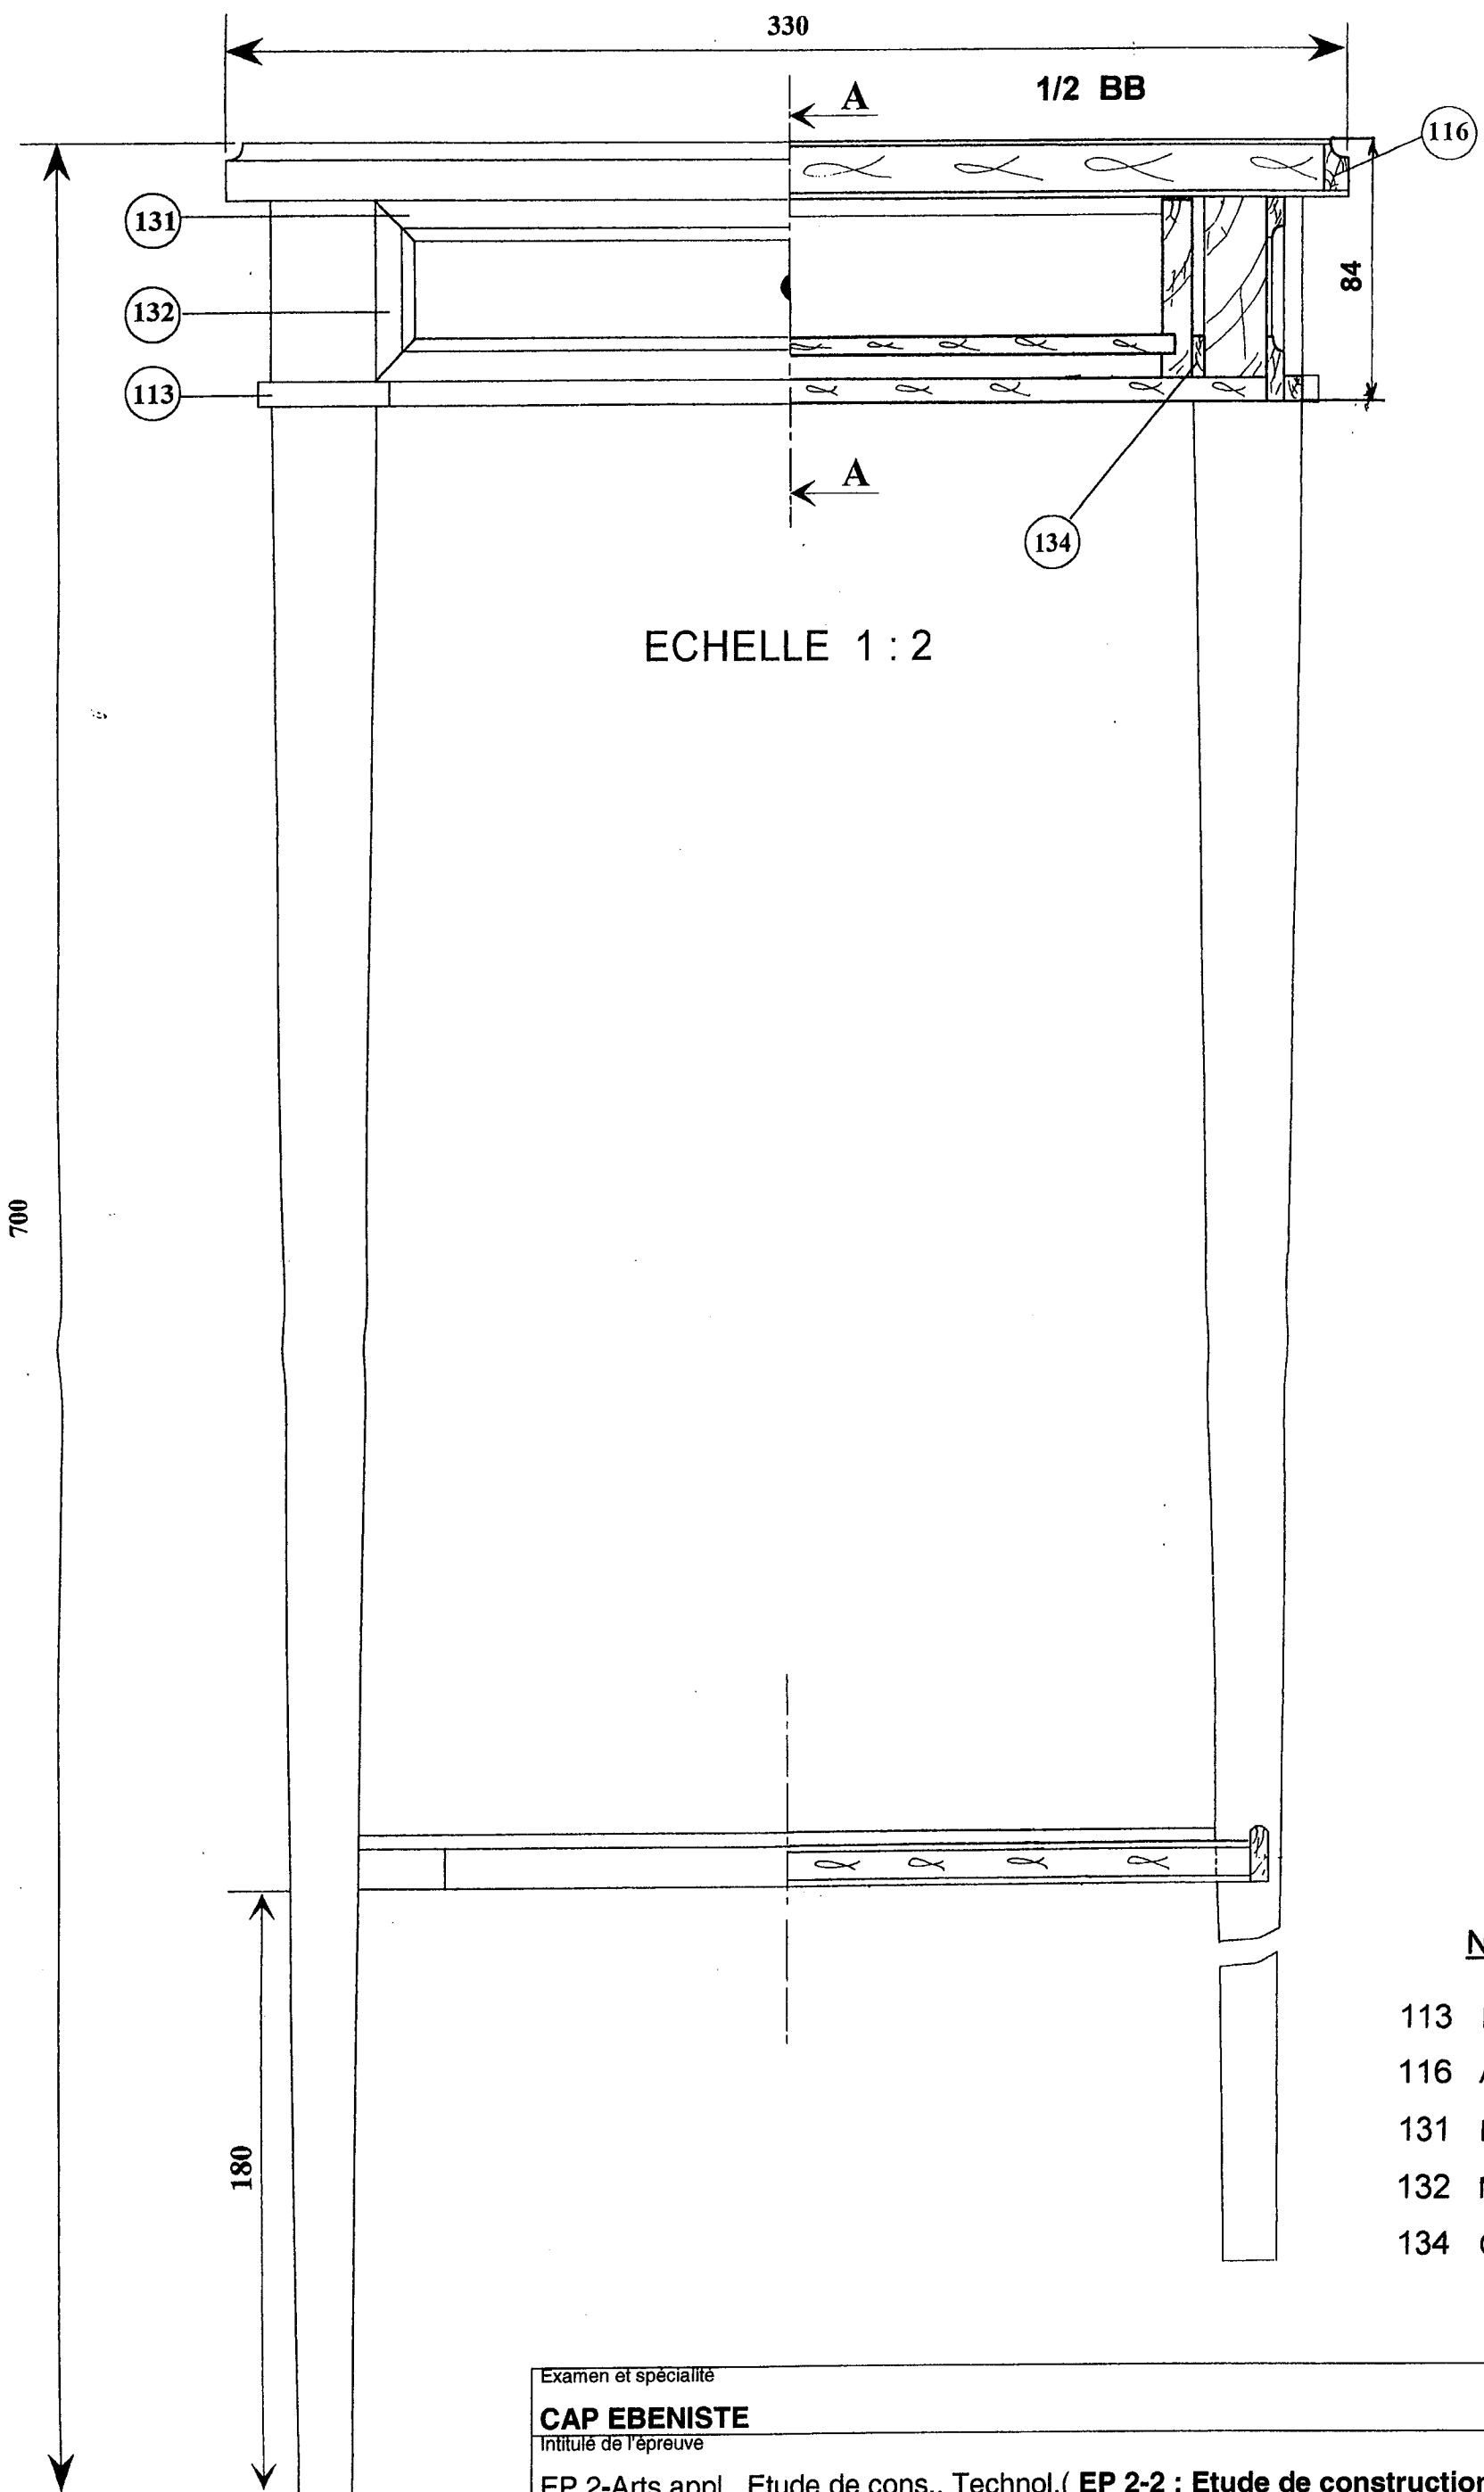 330
1/2 BB
A
116
131
132
84
113
A
134
ECHELLE 1 : 2
700
180
113
116
131
132
134
Examen et spécialité
CAP EBENISTE
Intitulé de l'épreuve
EP 2-Arts appl., Etude de cons., Technol.( EP 2-2 : Etude de construction